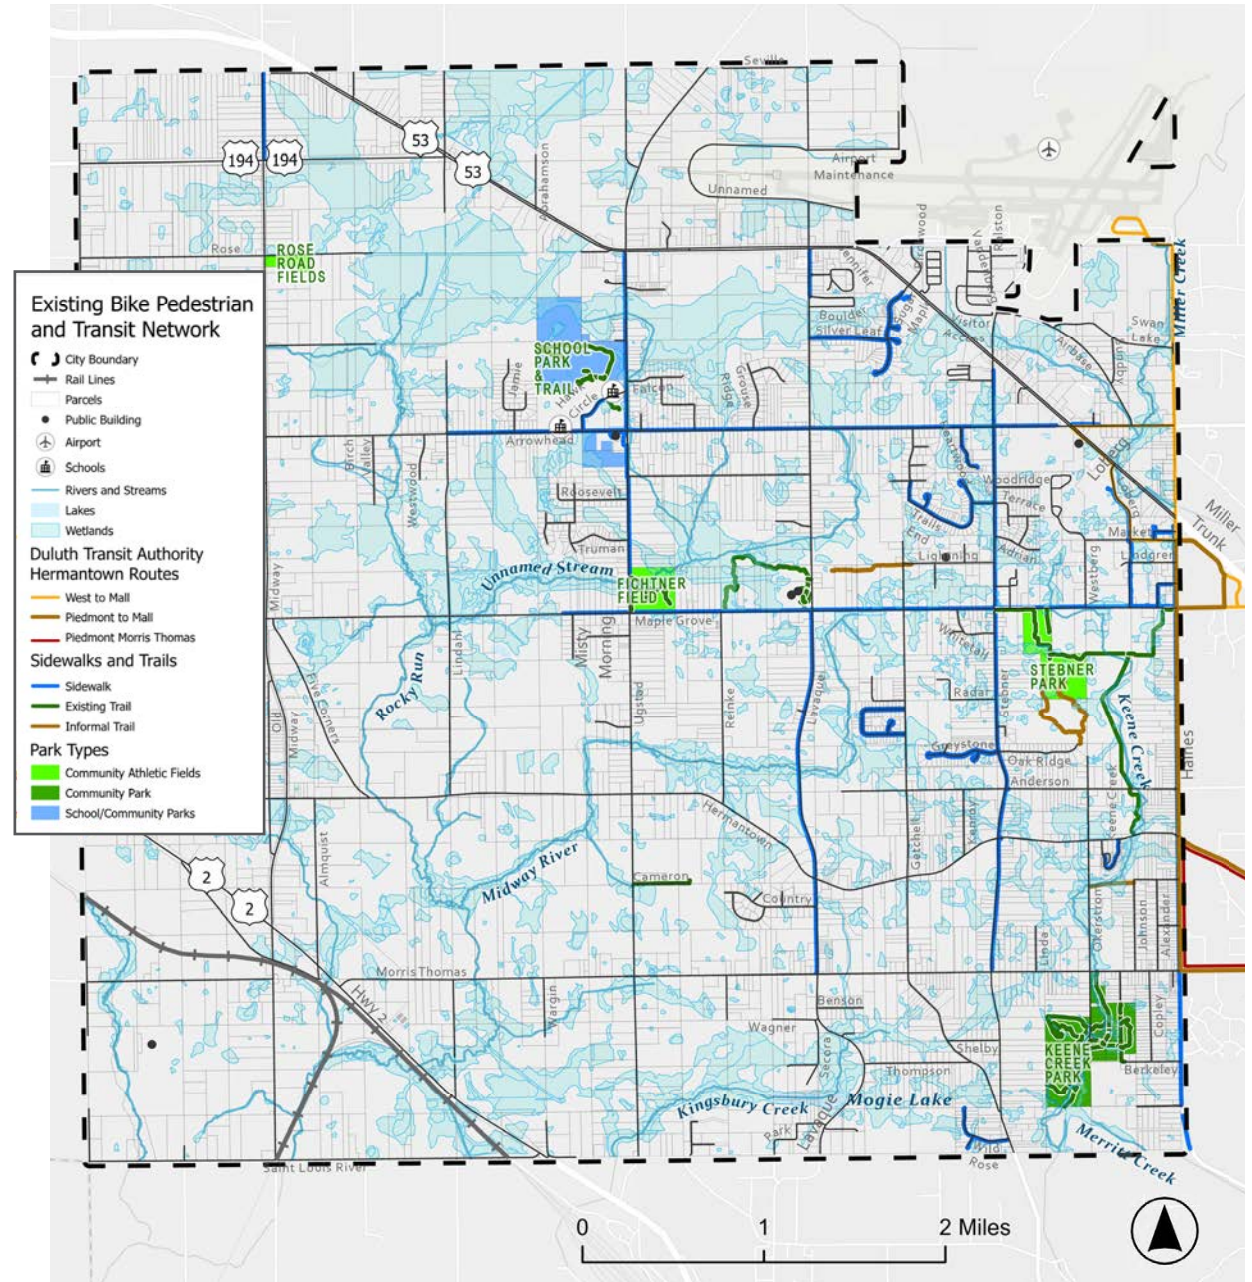 Seville
53
194
194
53
Airport
Maintenance
Unnamed
Abrahamson
Rose
ROSE
ROAD
FIELDS
Jennifer
Vandenberg
Ralston
Miller Creek
Existing Bike Pedestrian
and Transit Network
City Boundary
Rail Lines
Parcels
Public Building
Airport
Schools
Rivers and Streams
Lakes
Wetlands
Duluth Transit Authority
Hermantown Routes
West to Mall
Piedmont to Mall
Piedmont Morris Thomas
Sidewalks and Trails
Sidewalk
Existing Trail
Informal Trail
Park Types
Community Athletic Fields
Community Park
School/Community Parks
Boulder
Silver Leaf
Sugar
Maple
Visitor
Access
Airbase
Swan
Lake
SCHOOL
PARK
& TRAIL
Hawk
Circle
Falcon
Jamie
Ridge
Grouse
Arrowhead
Birch
Valley
Westwood
Roosevelt
Truman
Loberg
Loberg
Woodridge
Terrace
Trails
End
Adrian
Lightning
Market
Lindgren
Miller
Trunk
Westberg
Unnamed Stream
FICHTNER
FIELD
Maple Grove
Midway
Misty
Morning
Lindahl
Rocky Run
Five Corners
Old
Midway
Ugstad
Reinke
Lavaque
Whitetail
Radar
Stebner
STEBNER
PARK
Keene Creek
Haines
Greystone
Oak Ridge
Anderson
Hermantown
Getchell
Kenroy
Keene Creek
Almquist
2
2
Midway River
Cameron
Country
Linda
Okerstrom
Johnson
Alexander
Morris Thomas
Hwy 2
Wargin
Benson
Wagner
Secora
Shelby
Thompson
Copley
Berkeley
KEENE
CREEK
PARK
Kingsbury Creek
Mogie Lake
Lavaque
Park
Rose
Merritt Creek
Saint Louis River
0 1 2 Miles